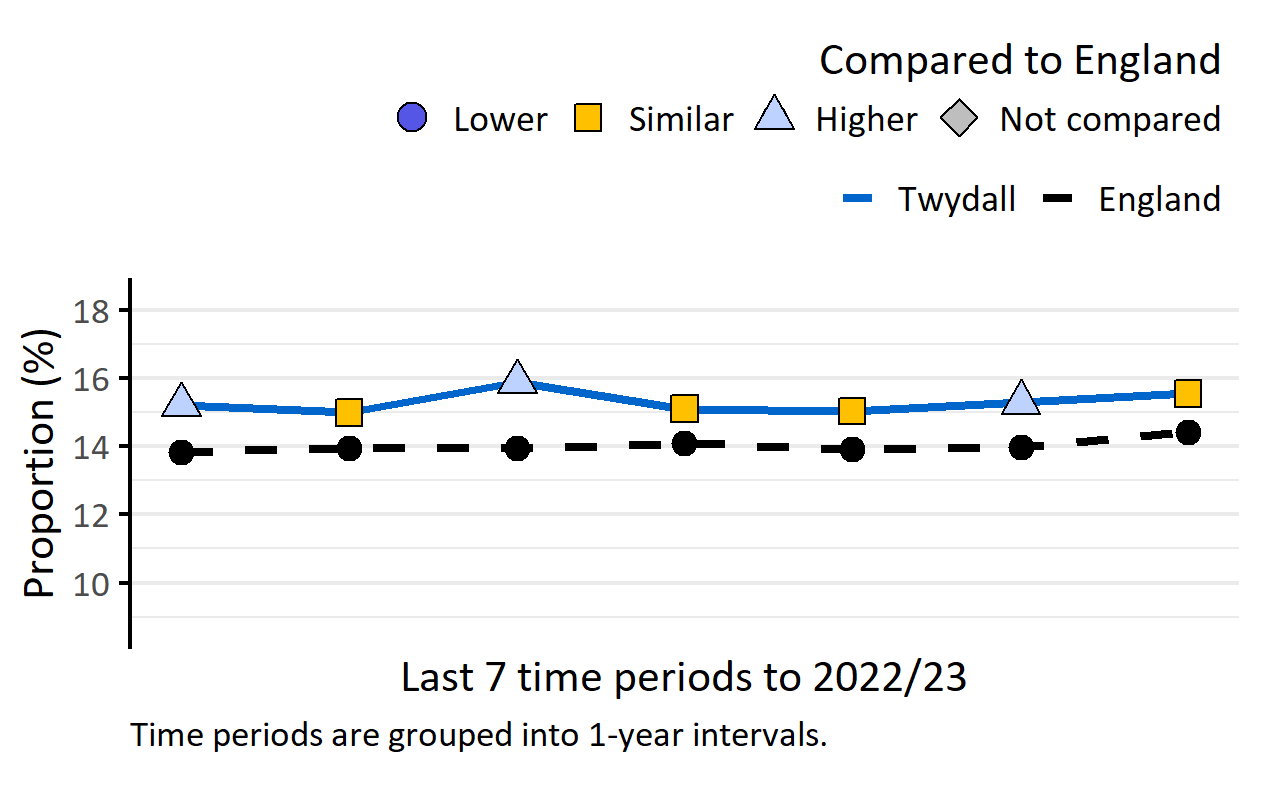 Compared to England
Lower Similar Higher Not compared
Twydall England
Proportion (%)
18
16
14
12
10
Last 7 time periods to 2022/23
Time periods are grouped into 1-year intervals.